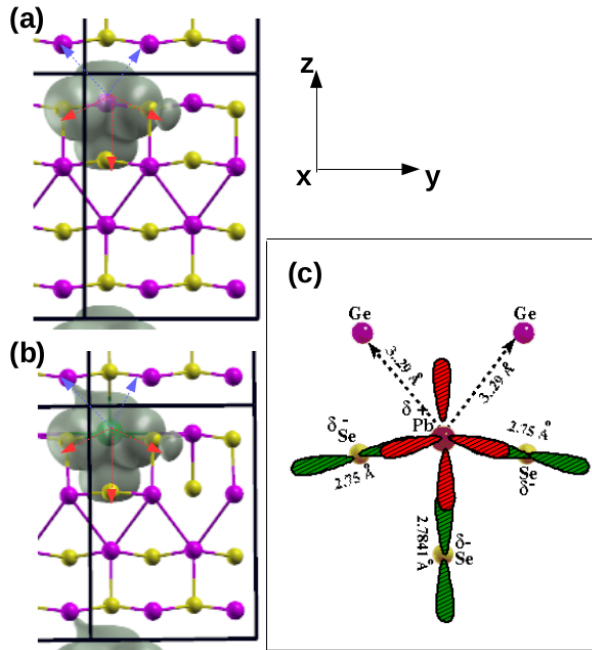 (a)
z
x
y
(b)
(c)
Ge
Ge
3.29 Å
3.29 Å
δ+
Pb
δ-
Se
2.75 Å
2.75 Å
Se
δ-
2.7841 Å
δ-
Se